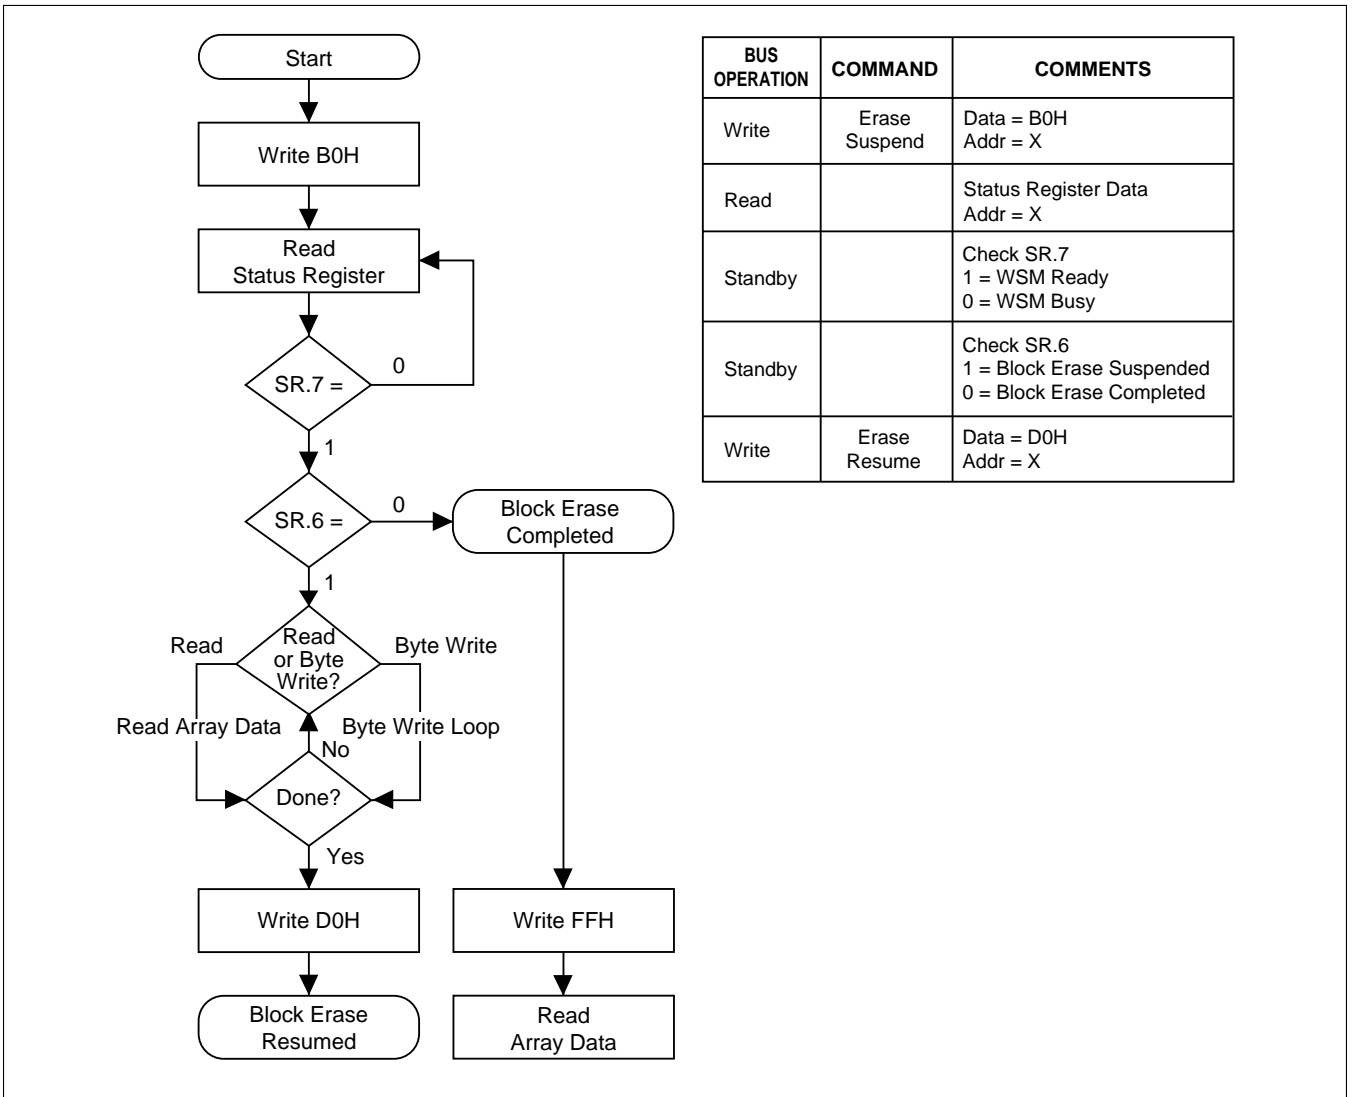 Start
Write B0H
Read
Status Register
SR.7 =
0
1
SR.6 =
0
Block Erase
Completed
1
Read
or Byte
Write?
Read
Byte Write
Read Array Data
Byte Write Loop
No
Done?
Yes
Write D0H
Write FFH
Block Erase
Resumed
Read
Array Data
BUS
OPERATION
COMMAND
COMMENTS
Write
Erase
Suspend
Data = B0H
Addr = X
Read
Status Register Data
Addr = X
Standby
Check SR.7
1 = WSM Ready
0 = WSM Busy
Standby
Check SR.6
1 = Block Erase Suspended
0 = Block Erase Completed
Write
Erase
Resume
Data = D0H
Addr = X